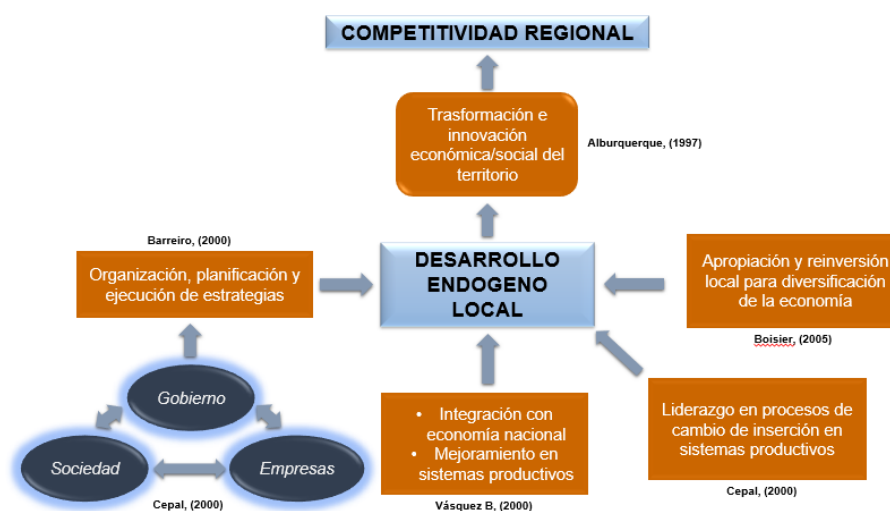 COMPETITIVIDAD REGIONAL
Trasformación e
innovación
económica/social del
territorio
Alburquerque, (1997)
Barreiro, (2000)
Organización, planificación y
ejecución de estrategias
DESARROLLO
ENDOGENO
LOCAL
Apropiación y reinversión
local para diversificación
de la economía
Boisier, (2005)
Gobierno
Sociedad
Empresas
Cepal, (2000)
• Integración con
economía nacional
• Mejoramiento en
sistemas productivos
Vásquez B, (2000)
Liderazgo en procesos de
cambio de inserción en
sistemas productivos
Cepal, (2000)